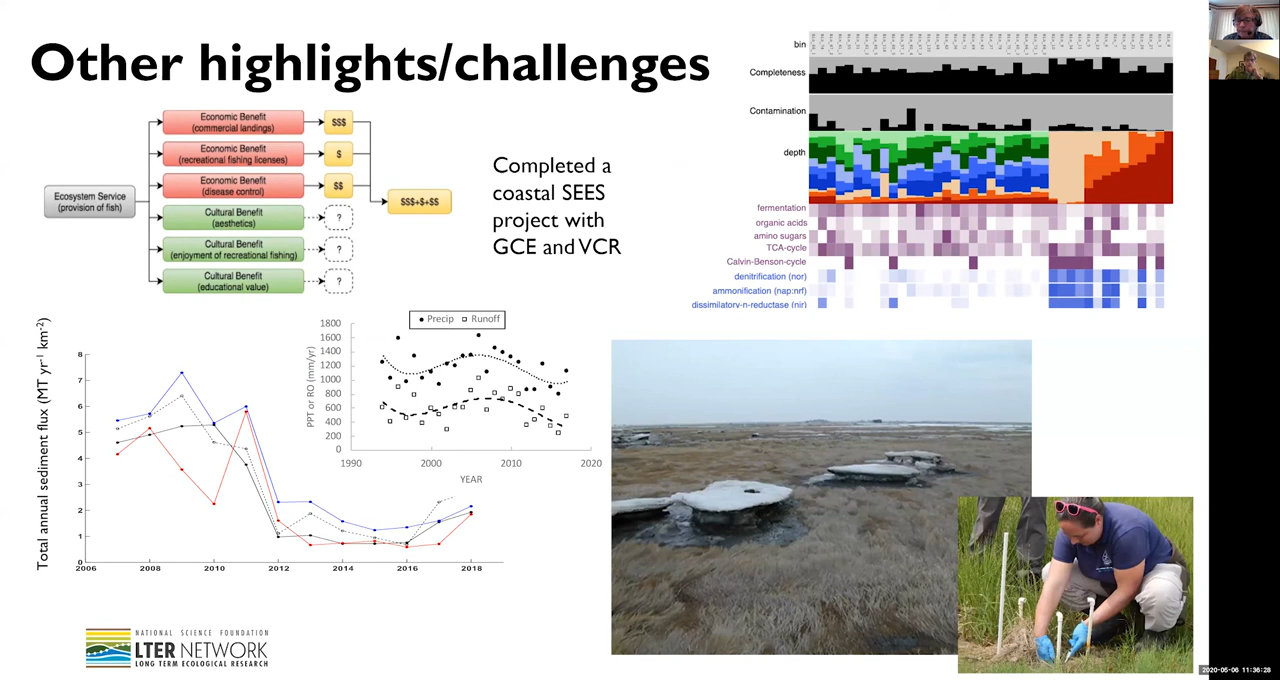 Other highlights/challenges
Economic Benefit
(commercial landings)
$$$
Economic Benefit
(recreational fishing licenses)
$
Economic Benefit
(disease control)
$$
Ecosystem Service
(provision of fish)
$$$+$+$$
Cultural Benefit
(aesthetics)
?
Cultural Benefit
(enjoyment of recreational fishing)
?
Cultural Benefit
(educational value)
?
Completed a
coastal SEES
project with
GCE and VCR
bin
Completeness
Contamination
depth
fermentation
organic acids
amino sugars
TCA-cycle
Calvin-Benson-cycle
denitrification (nor)
ammonification (nap:nrf)
dissimilatory-n-reductase (nir)
Total annual sediment flux (MT yr-1 km-2)
8
7
6
5
4
3
2
1
0
2006 2008 2010 2012 2014 2016 2018
Precip Runoff
PPT or RO (mm/yr)
1800
1600
1400
1200
1000
800
600
400
200
0
1990 2000 2010 2020
YEAR
NATIONAL SCIENCE FOUNDATION
LTER NETWORK
LONG TERM ECOLOGICAL RESEARCH
2020-05-06 11:36:28